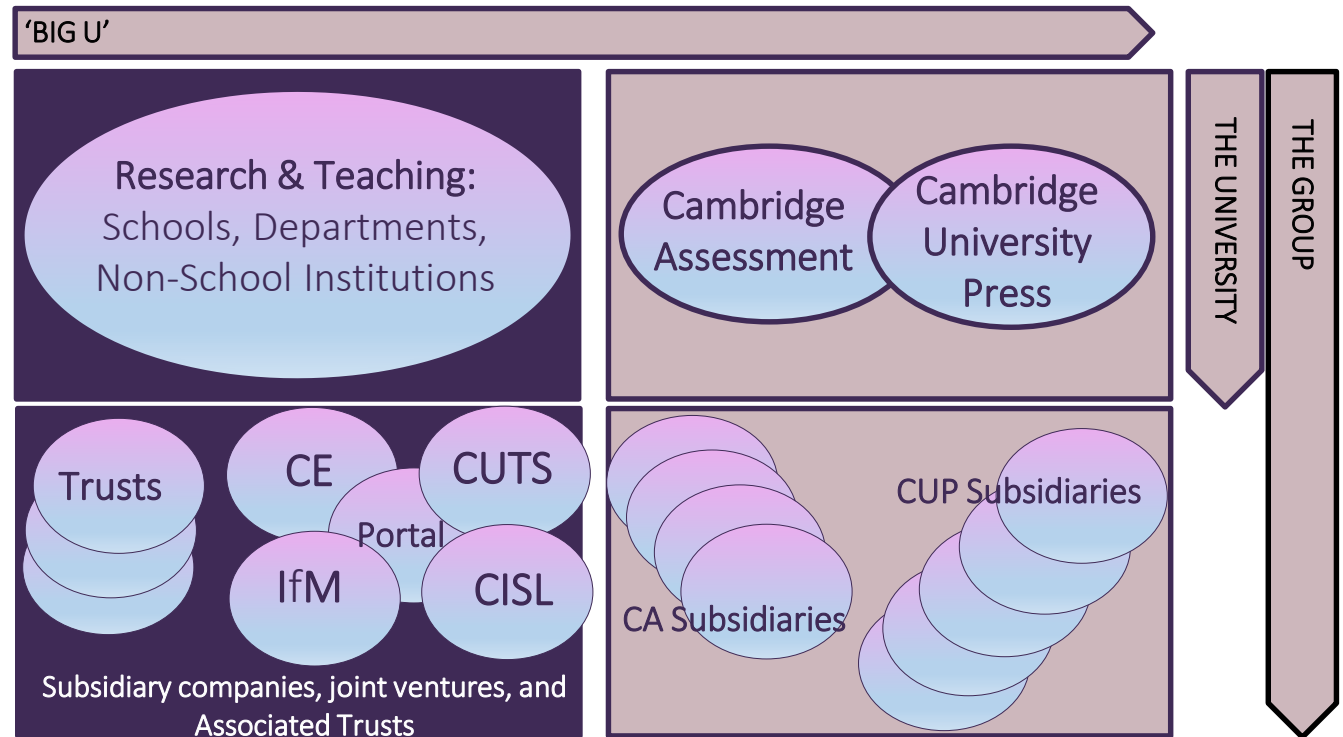 ‘BIG U’
Research & Teaching:
Schools, Departments,
Non-School Institutions
Cambridge
Assessment
Cambridge
University
Press
THE UNIVERSITY
THE GROUP
Trusts
CE
CUTS
Portal
IfM
CISL
Subsidiary companies, joint ventures, and
Associated Trusts
CUP Subsidiaries
CA Subsidiaries